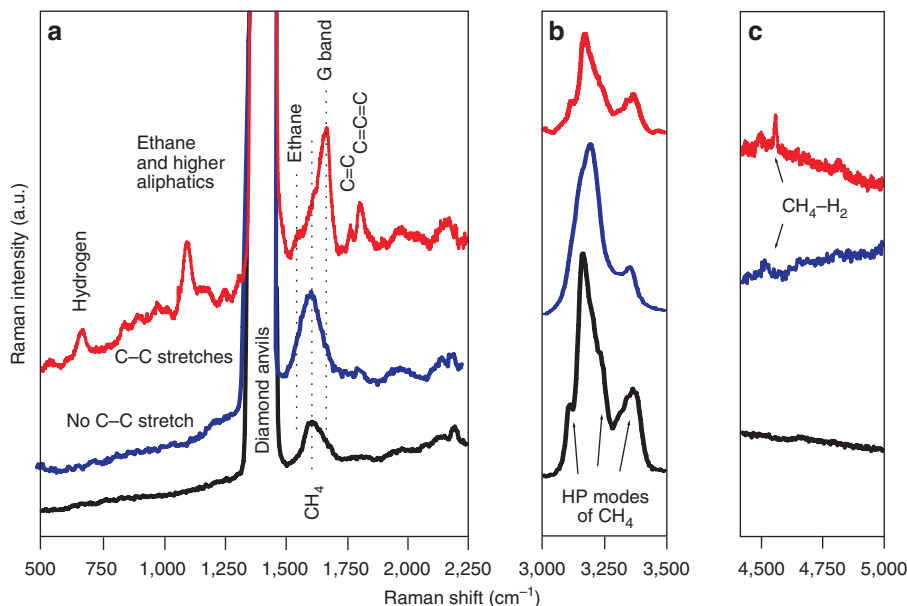 a
b
c
Ethane
G band
C=C
C=C=C
Ethane
and higher
aliphatics
Hydrogen
C–C stretches
No C–C stretch
Diamond anvils
CH₄
HP modes
of CH₄
CH₄–H₂
Raman intensity (a.u.)
500 750 1,000 1,250 1,500 1,750 2,000 2,250
3,000 3,250 3,500
4,500 4,750 5,000
Raman shift (cm⁻¹)